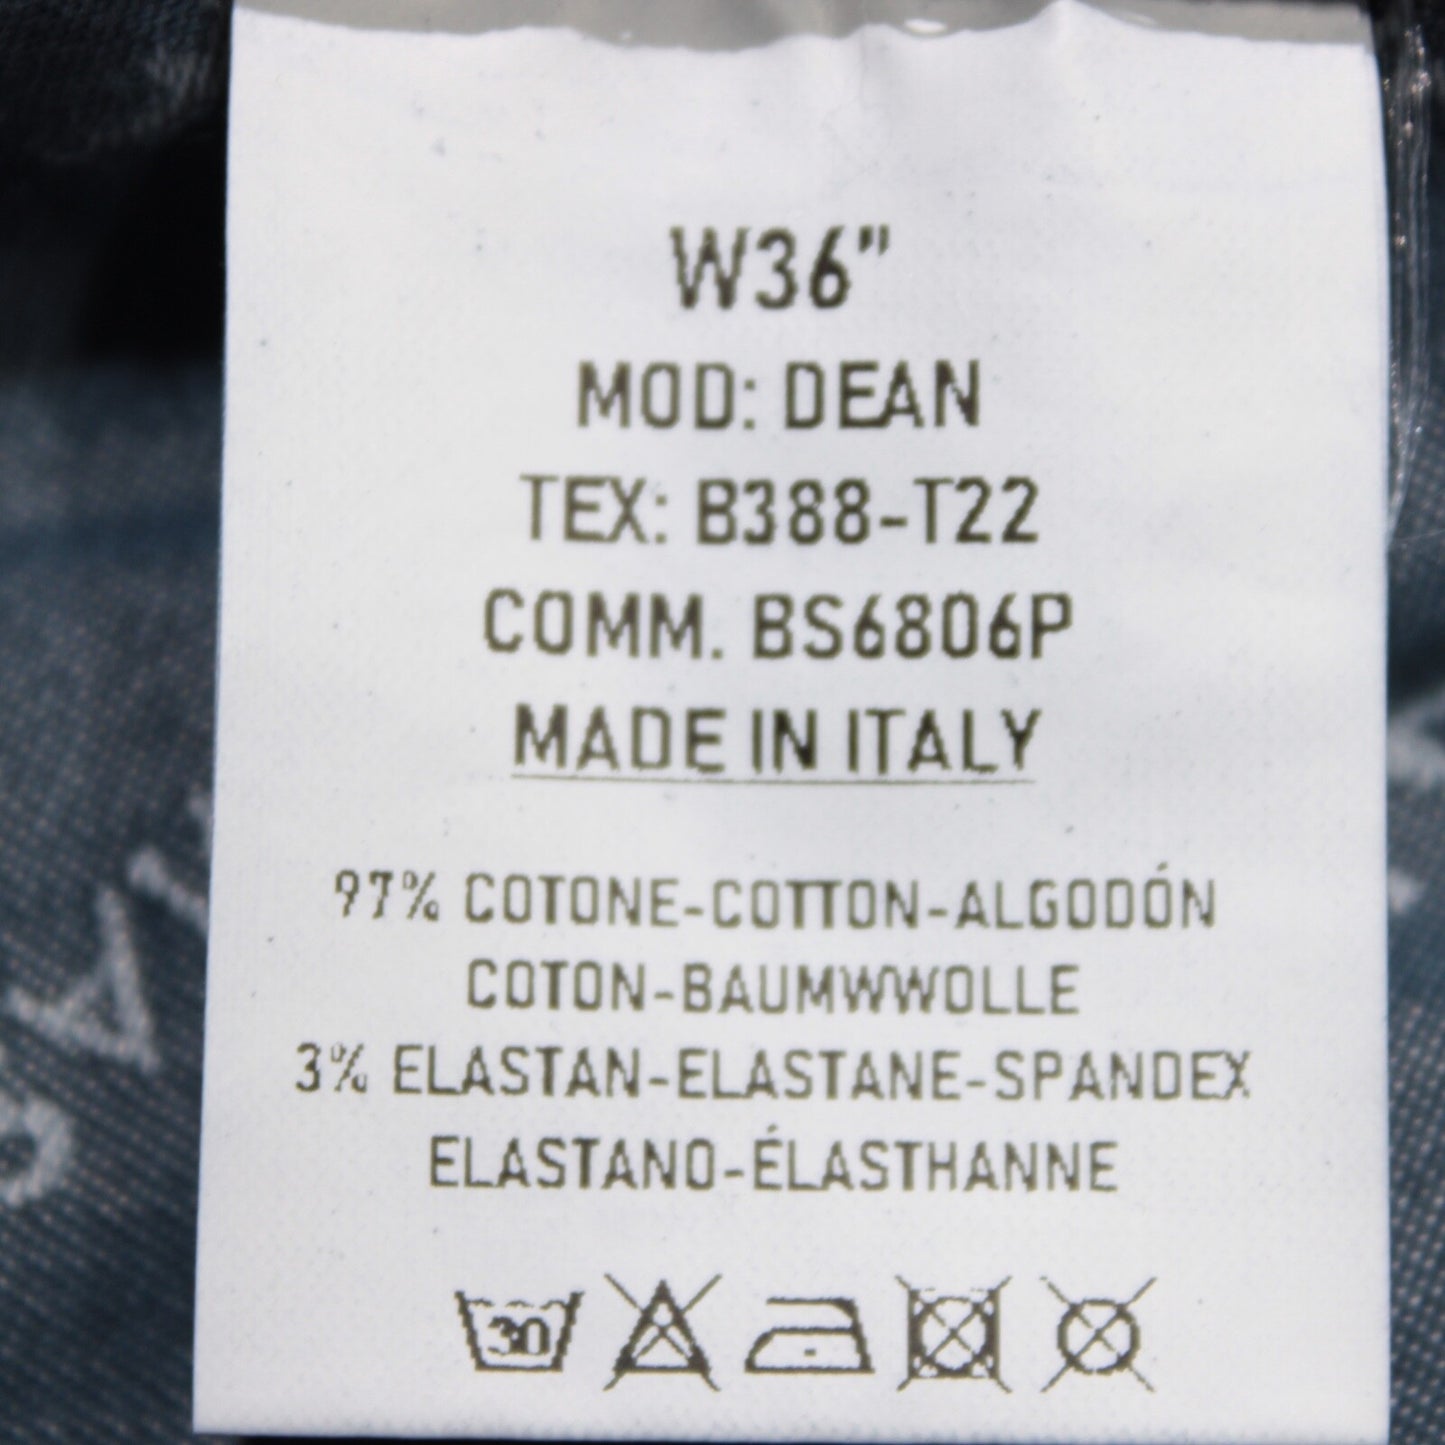 W36"
MOD: DEAN
TEX: B388-T22
COMM. BS6806P
MADE IN ITALY
97% COTONE-COTTON-ALGODÓN
COTON-BAUMWWOLLE
3% ELASTAN-ELASTANE-SPANDEX
ELASTANO-ÉLASTHANNE
30